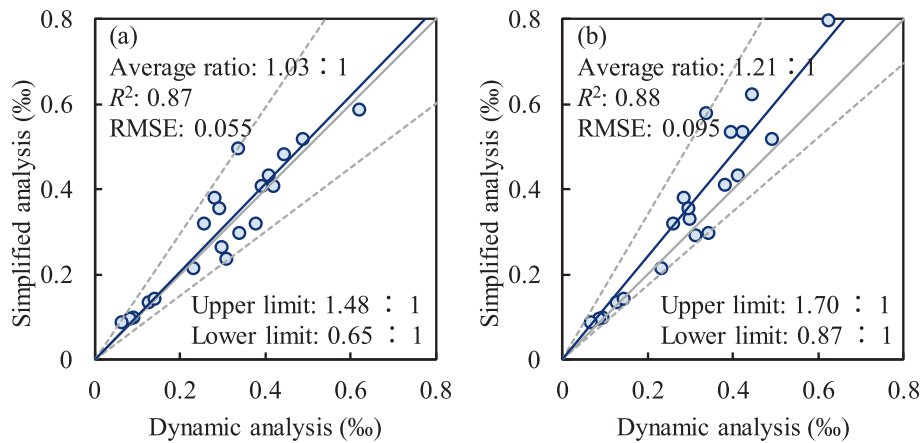 (a)
Average ratio: 1.03：1
R²: 0.87
RMSE: 0.055
Upper limit: 1.48：1
Lower limit: 0.65：1
0.8
0.6
0.4
0.2
0
0
0.2
0.4
0.6
0.8
Simplified analysis (‰)
Dynamic analysis (‰)
(b)
Average ratio: 1.21：1
R²: 0.88
RMSE: 0.095
Upper limit: 1.70：1
Lower limit: 0.87：1
0.8
0.6
0.4
0.2
0
0
0.2
0.4
0.6
0.8
Simplified analysis (‰)
Dynamic analysis (‰)